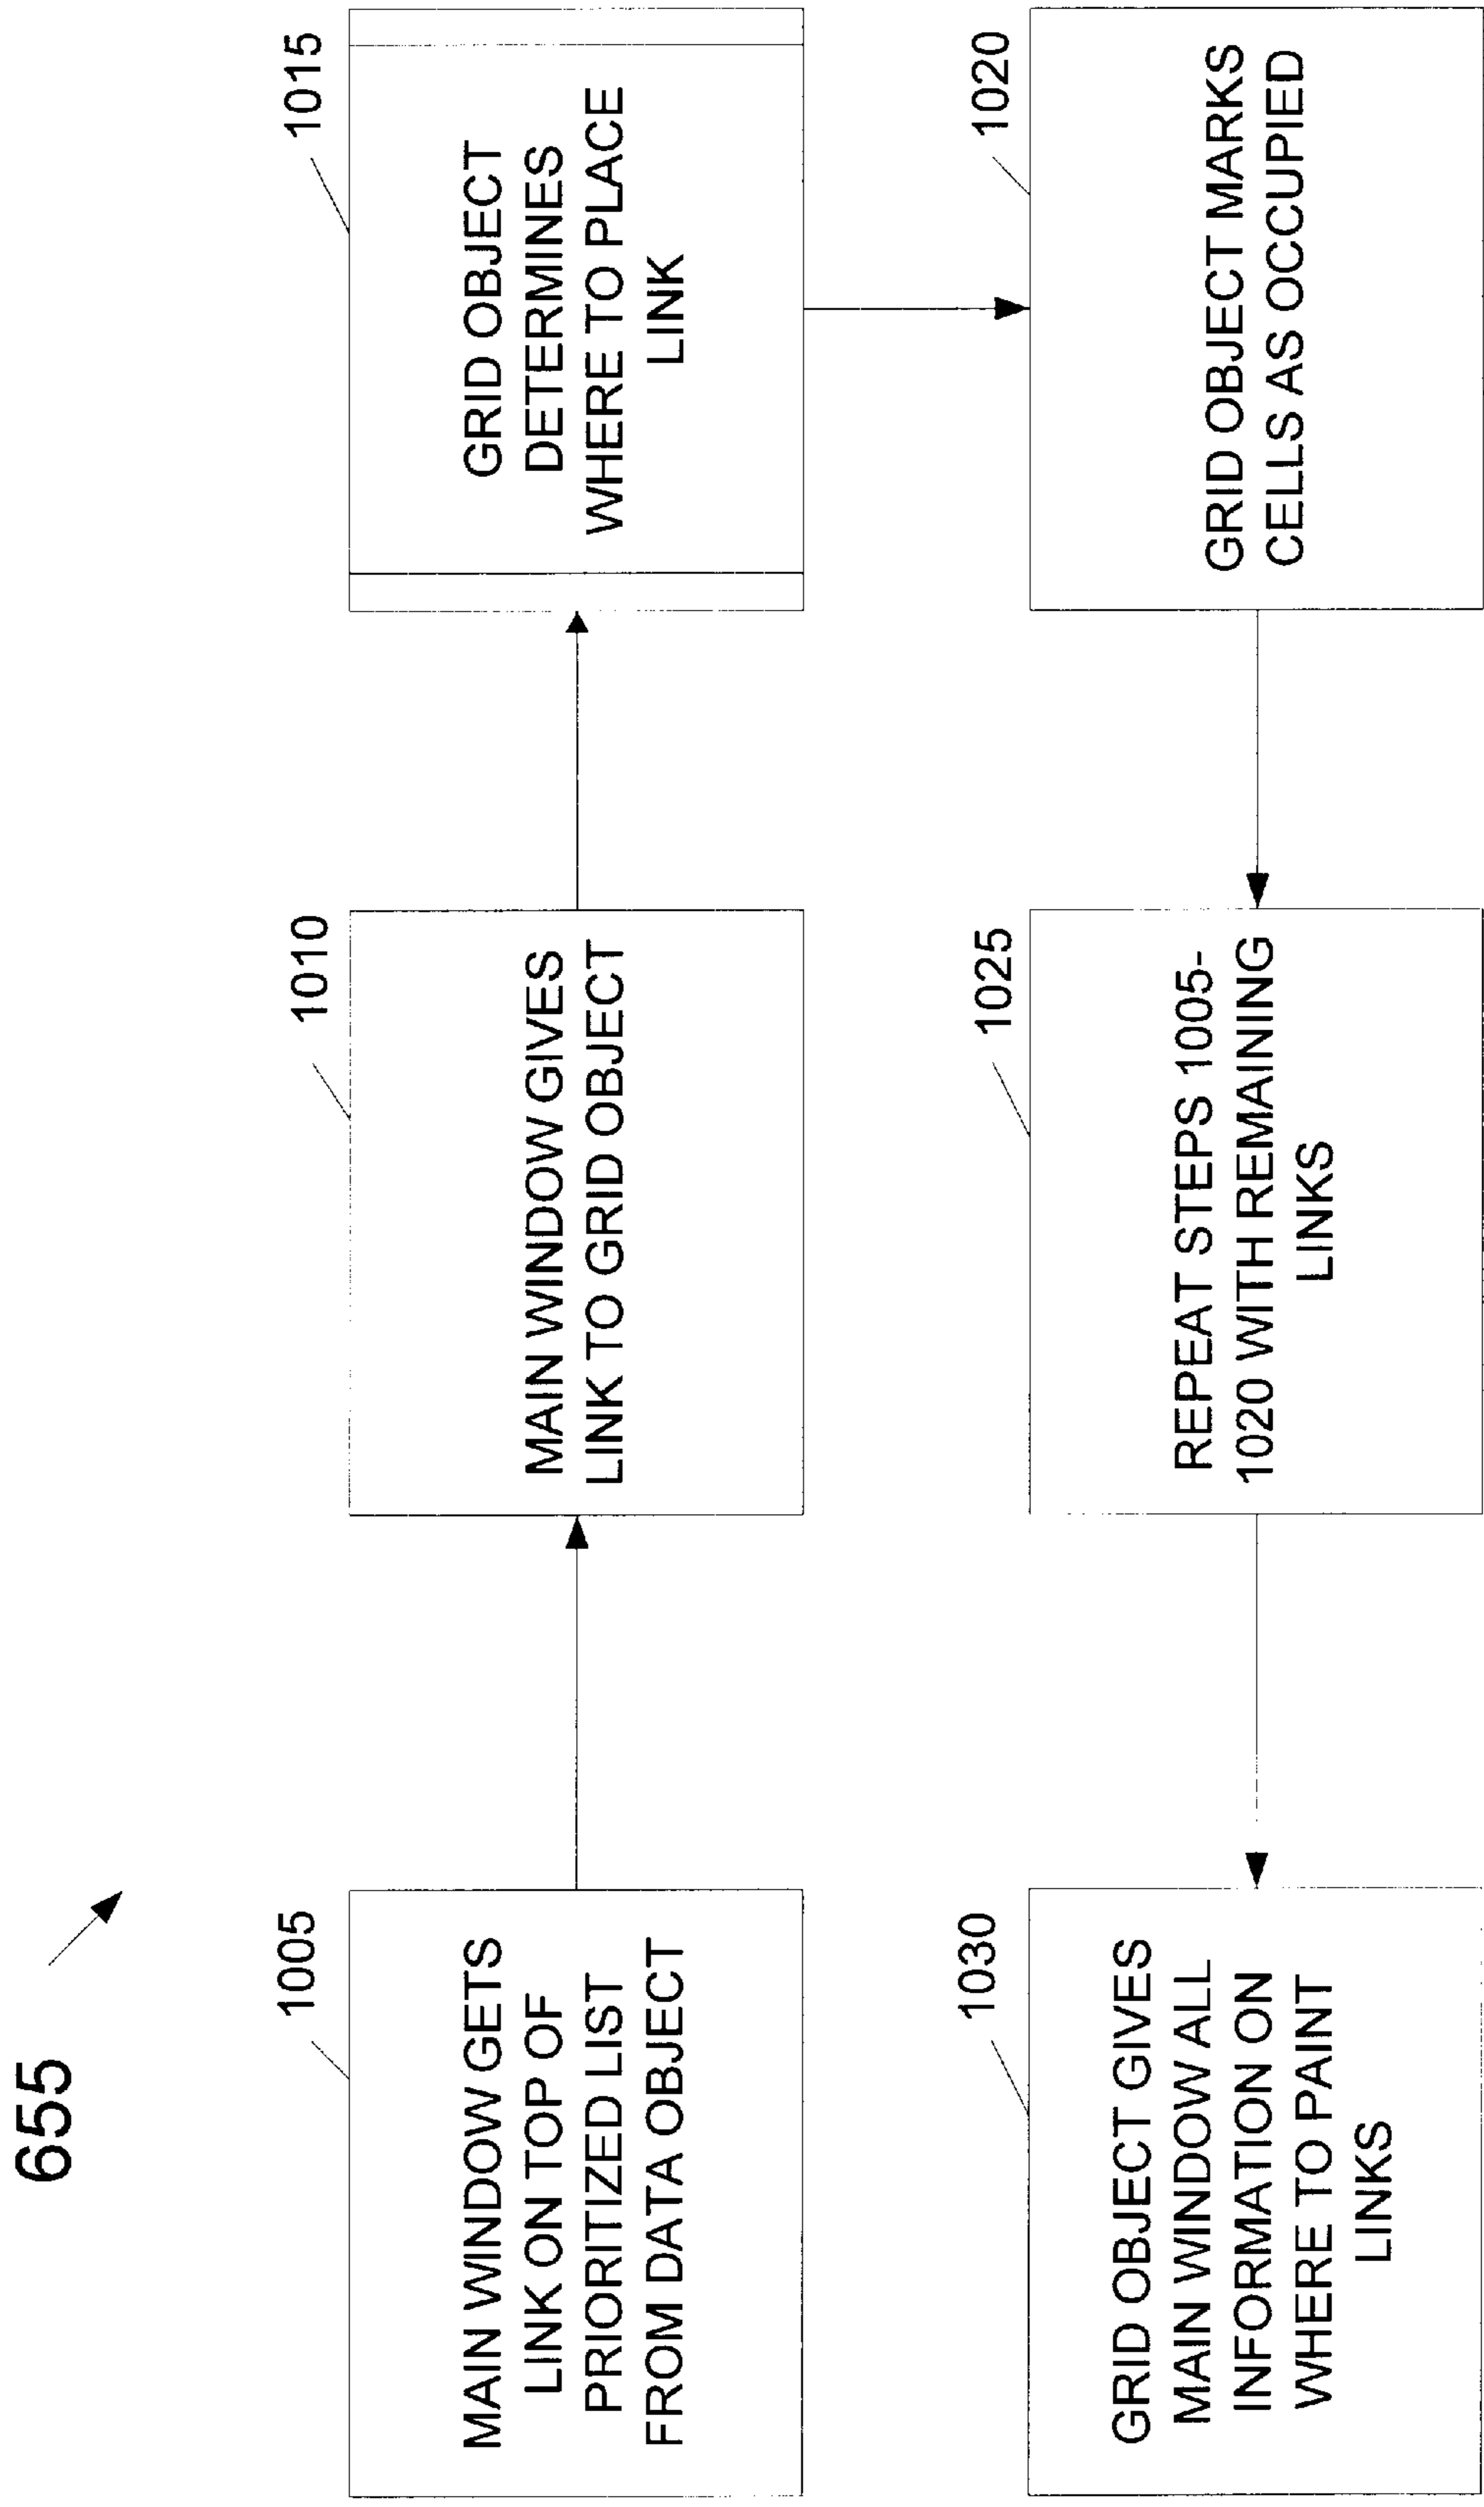 655
1005
MAIN WINDOW GETS
LINK ON TOP OF
PRIORITIZED LIST
FROM DATA OBJECT
1010
MAIN WINDOW GIVES
LINK TO GRID OBJECT
1015
GRID OBJECT
DETERMINES
WHERE TO PLACE
LINK
1020
GRID OBJECT MARKS
CELLS AS OCCUPIED
1025
REPEAT STEPS 1005-
1020 WITH REMAINING
LINKS
1030
GRID OBJECT GIVES
MAIN WINDOW ALL
INFORMATION ON
WHERE TO PAINT
LINKS